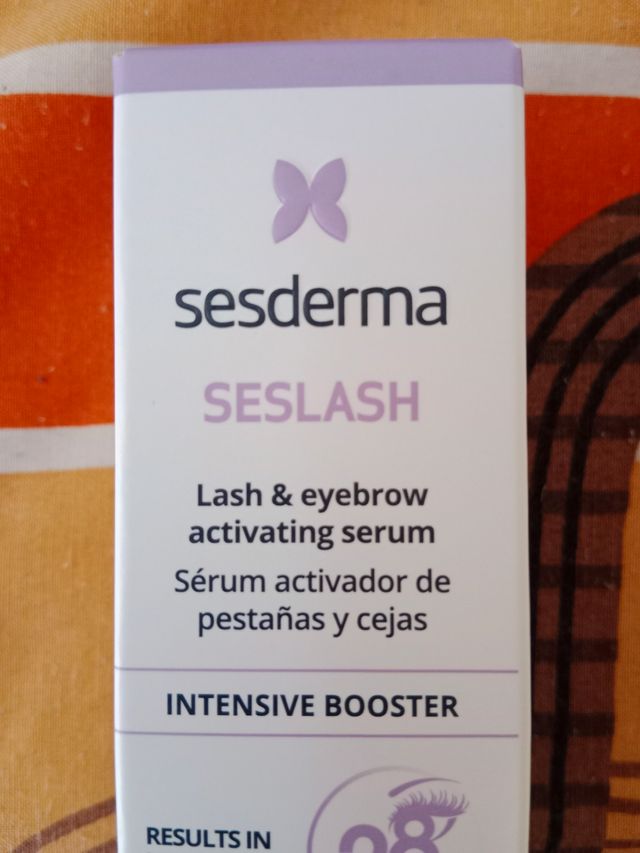 sesderma
SESLASH
Lash & eyebrow
activating serum
Sérum activador de
pestañas y cejas
INTENSIVE BOOSTER
RESULTS IN